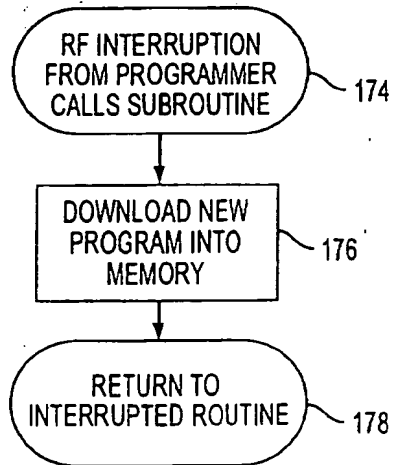 RF INTERRUPTION
FROM PROGRAMMER
CALLS SUBROUTINE
174
DOWNLOAD NEW
PROGRAM INTO
MEMORY
176
RETURN TO
INTERRUPTED ROUTINE
178